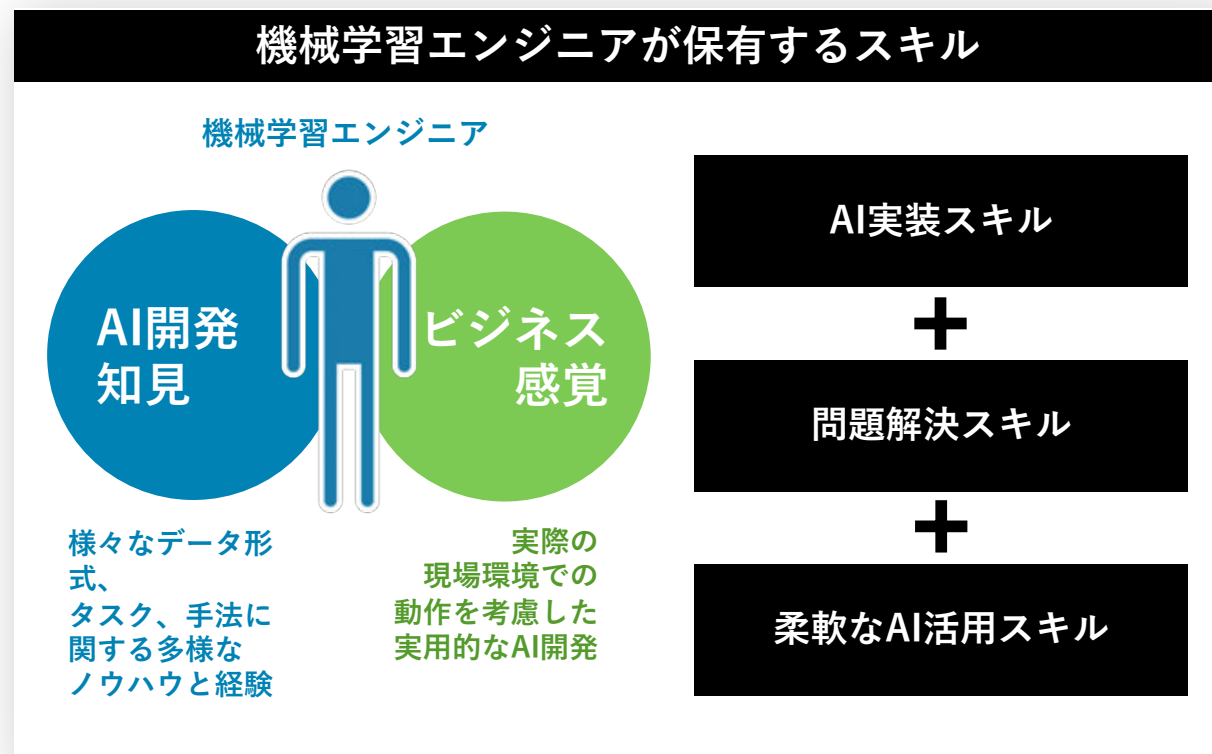 機械学習エンジニアが保有するスキル
機械学習エンジニア
AI開発
知見
ビジネス
感覚
様々なデータ形
式、
タスク、手法に
関する多様な
ノウハウと経験
実際の
現場環境での
動作を考慮した
実用的なAI開発
AI実装スキル
+
問題解決スキル
+
柔軟なAI活用スキル